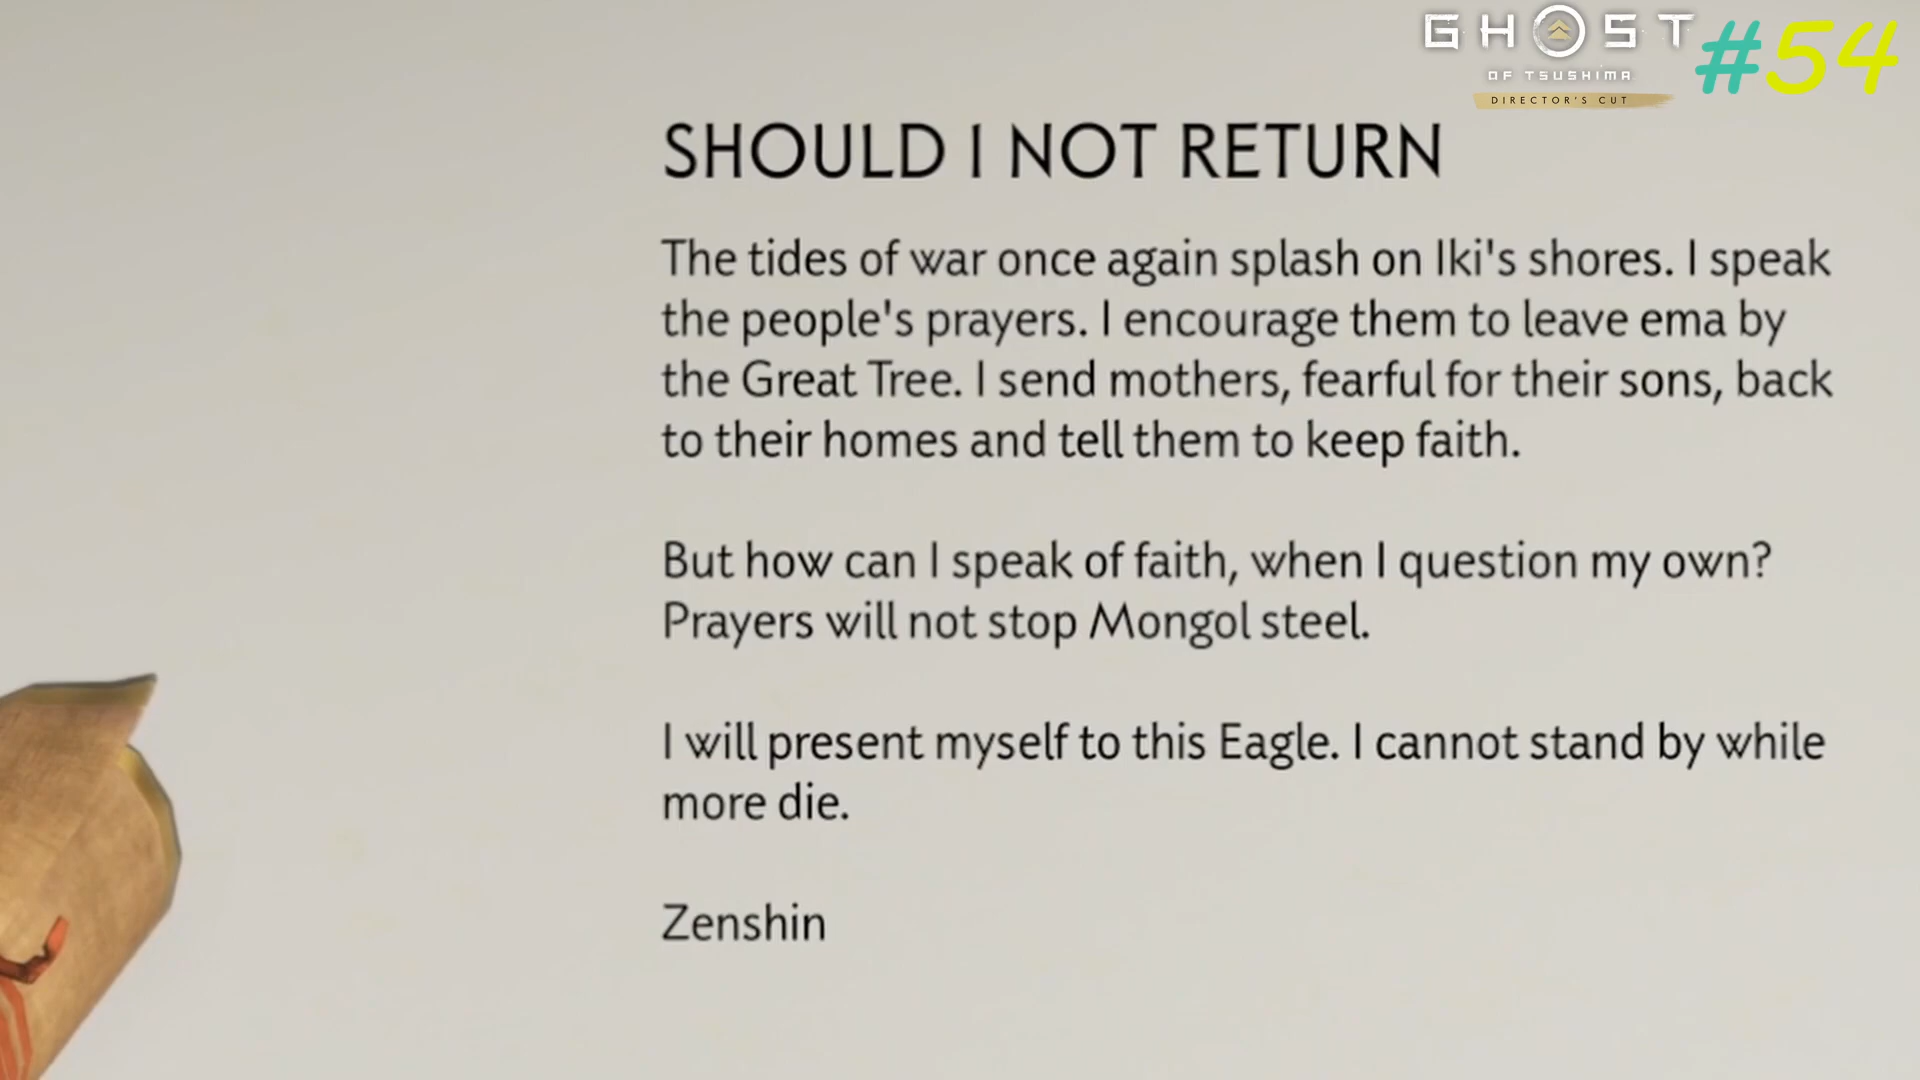 GHOST
OF TSUSHIMA
DIRECTOR'S CUT
#54
SHOULD I NOT RETURN
The tides of war once again splash on Iki's shores. I speak
the people's prayers. I encourage them to leave ema by
the Great Tree. I send mothers, fearful for their sons, back
to their homes and tell them to keep faith.
But how can I speak of faith, when I question my own?
Prayers will not stop Mongol steel.
I will present myself to this Eagle. I cannot stand by while
more die.
Zenshin